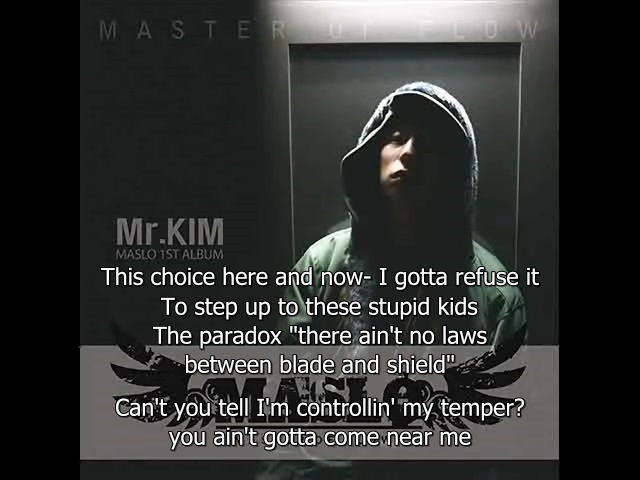 MASTER OF FLOW
Mr.KIM
MASLO 1ST ALBUM
This choice here and now- I gotta refuse it
To step up to these stupid kids
The paradox "there ain't no laws
between blade and shield"
MASLO
Can't you tell I'm controllin' my temper?
you ain't gotta come near me